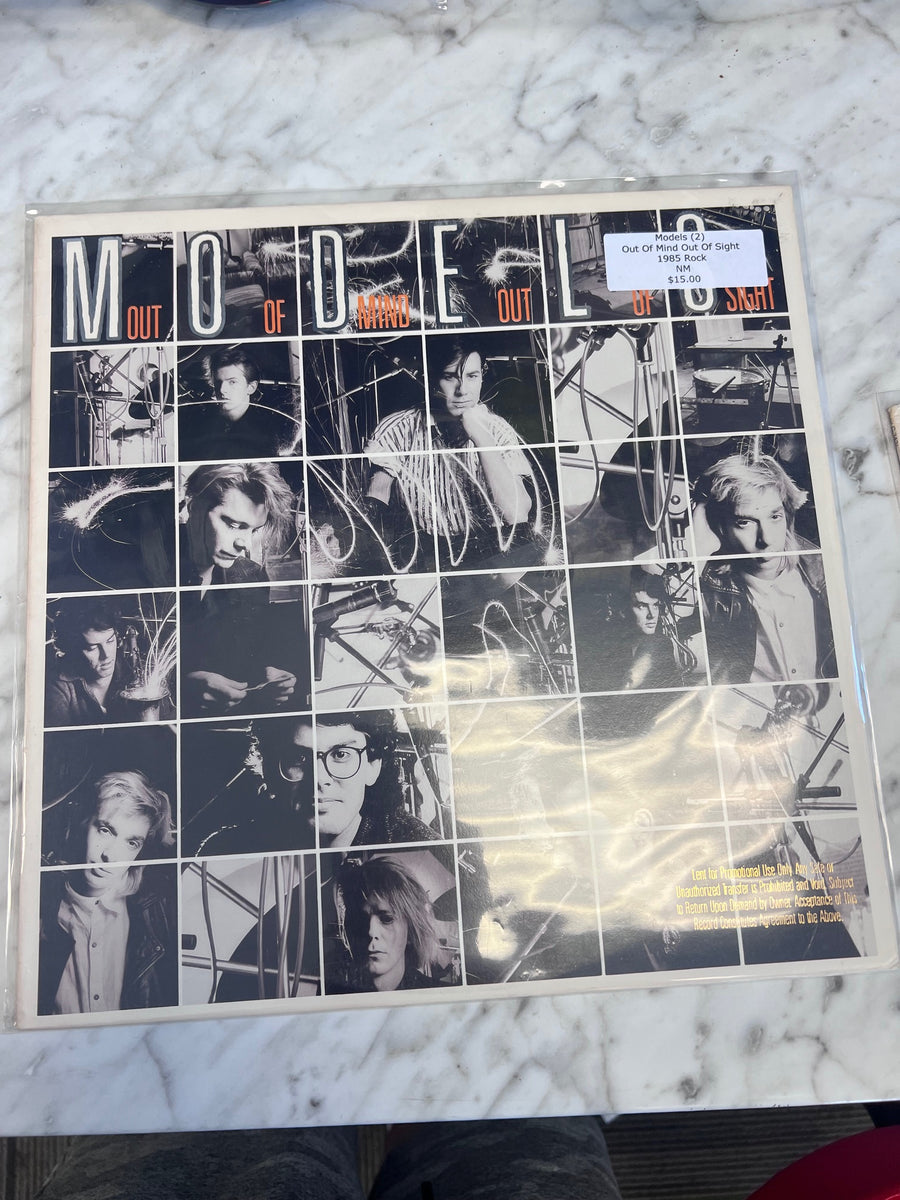 MODELS
OUT OF MIND OUT OF SIGHT
Models (2)
Out Of Mind Out Of Sight
1985 Rock
NM
$15.00
Lent for Promotional Use Only. Any Sale or
Unauthorized Transfer is Prohibited and Void. Subject
to Return Upon Demand by Owner. Acceptance of This
Record Constitutes Agreement to the Above.